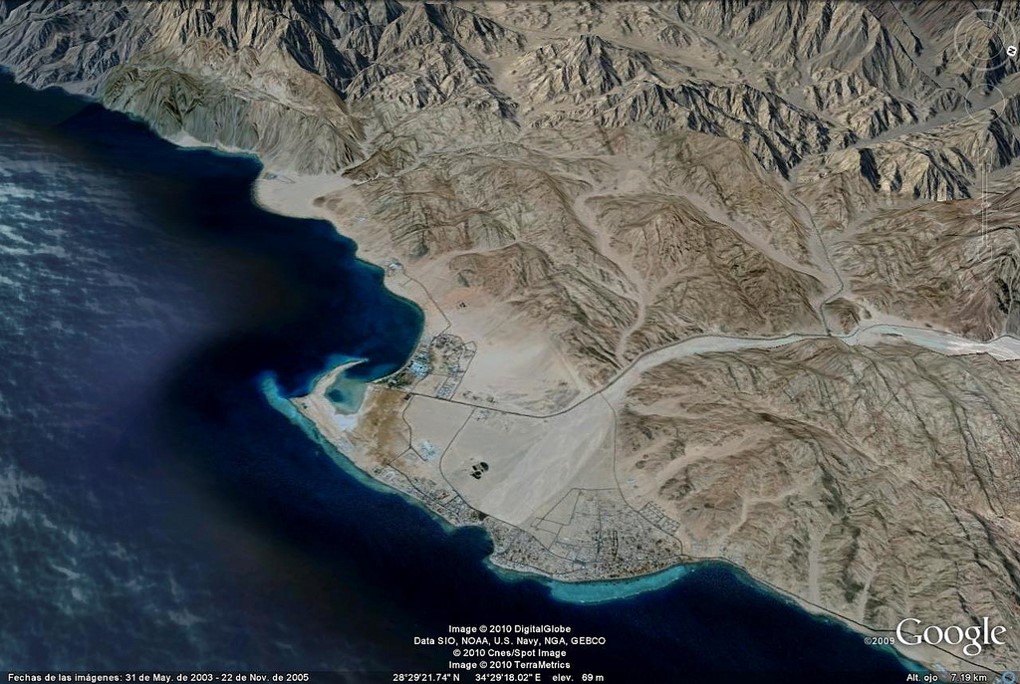 N
Image © 2010 DigitalGlobe
Data SIO, NOAA, U.S. Navy, NGA, GEBCO
© 2010 Cnes/Spot Image
Image © 2010 TerraMetrics
©2009 Google
Fechas de las imágenes: 31 de May. de 2003 - 22 de Nov. de 2005 28°29'21.74" N 34°29'18.02" E elev. 69 m Alt. ojo 7.19 km